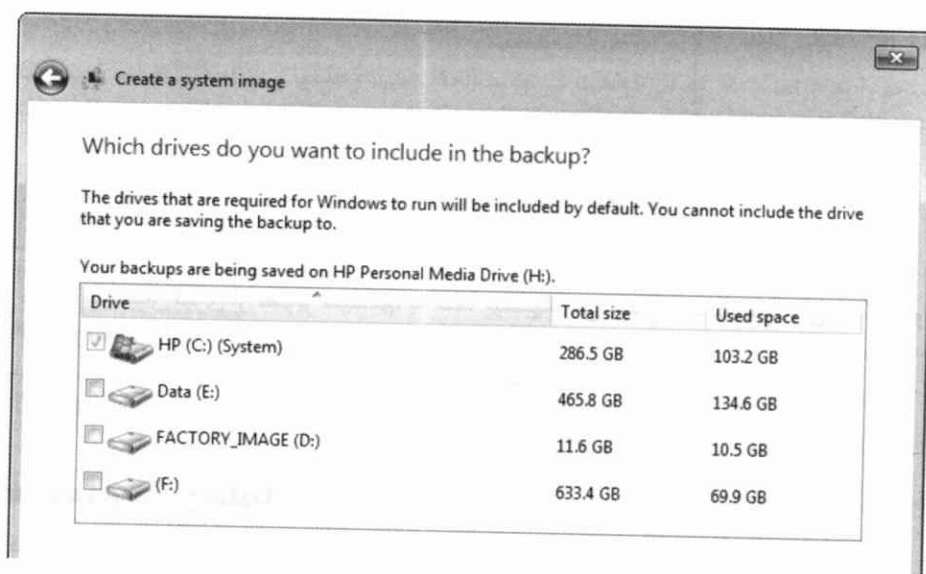 Create a system image
Which drives do you want to include in the backup?
The drives that are required for Windows to run will be included by default. You cannot include the drive
that you are saving the backup to.
Your backups are being saved on HP Personal Media Drive (H:).
Drive Total size Used space
HP (C:) (System) 286.5 GB 103.2 GB
Data (E:) 465.8 GB 134.6 GB
FACTORY_IMAGE (D:) 11.6 GB 10.5 GB
(F:) 633.4 GB 69.9 GB